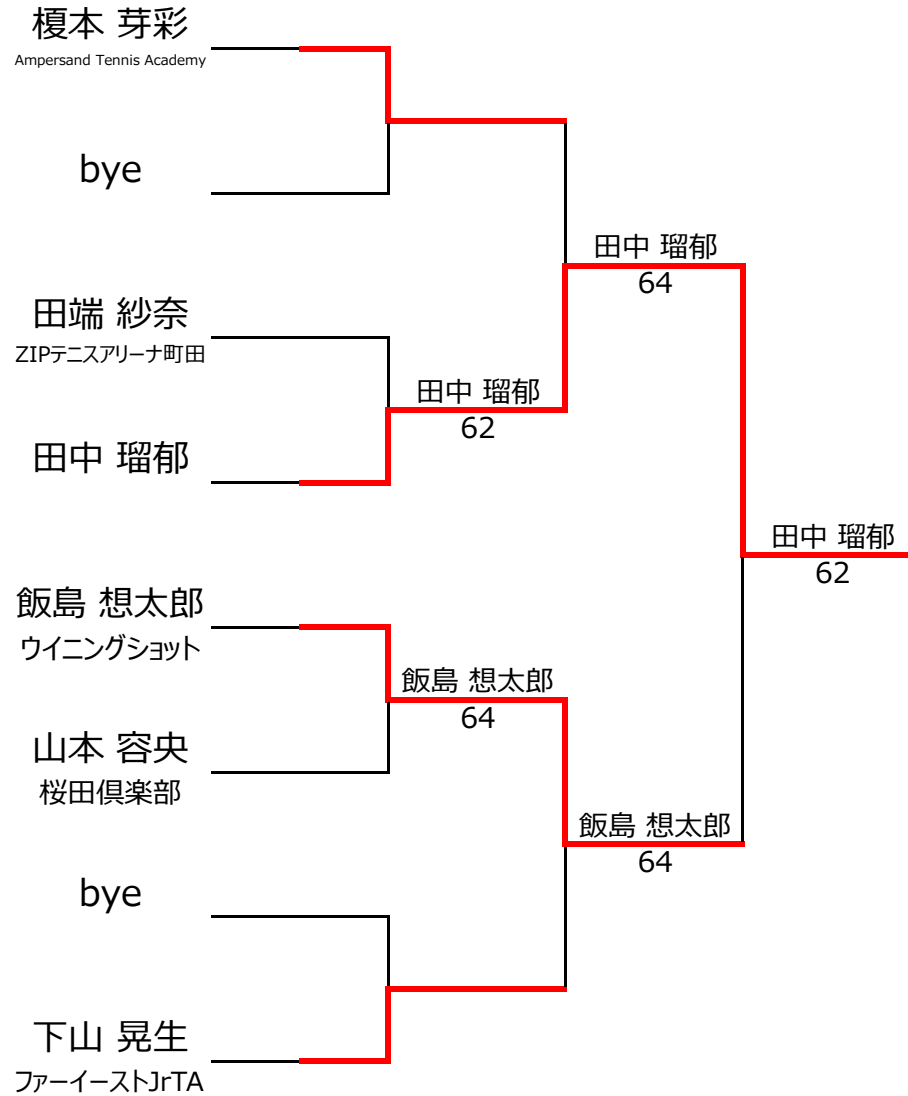 榎本 芽彩
Ampersand Tennis Academy
bye
田端 紗奈
ZIPテニスアリーナ町田
田中 瑠郁
飯島 想太郎
ウイニングショット
山本 容央
桜田倶楽部
bye
下山 晃生
ファーイーストJrTA
田中 瑠郁
62
飯島 想太郎
64
田中 瑠郁
64
飯島 想太郎
64
田中 瑠郁
62